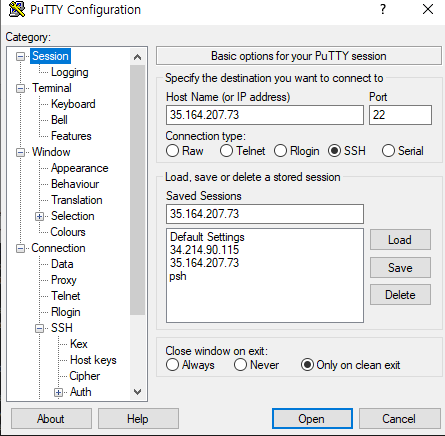 PuTTY Configuration
Category:
Session
Logging
Terminal
Keyboard
Bell
Features
Window
Appearance
Behaviour
Translation
Selection
Colours
Connection
Data
Proxy
Telnet
Rlogin
SSH
Kex
Host keys
Cipher
Auth
Basic options for your PuTTY session
Specify the destination you want to connect to
Host Name (or IP address) Port
35.164.207.73 22
Connection type:
Raw Telnet Rlogin SSH Serial
Load, save or delete a stored session
Saved Sessions
35.164.207.73
Default Settings
34.214.90.115
35.164.207.73
psh
Load
Save
Delete
Close window on exit:
Always Never Only on clean exit
About Help Open Cancel